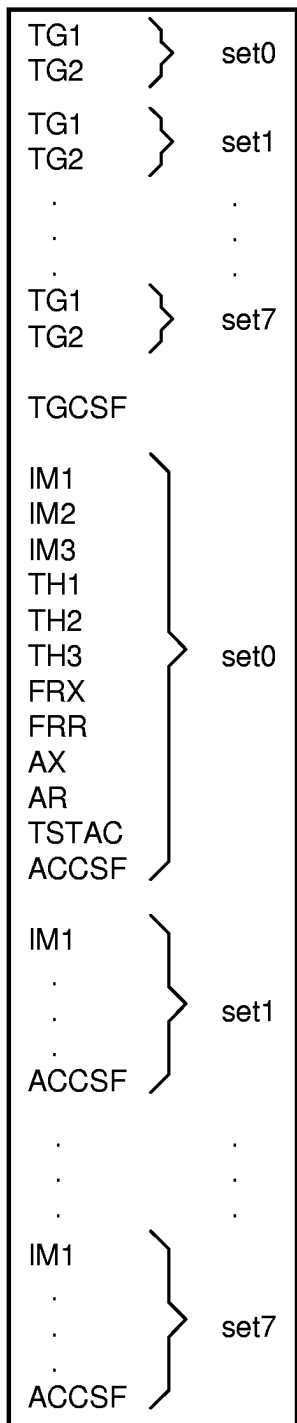 TG1
TG2
set0
TG1
TG2
set1
. .
. .
. .
TG1
TG2
set7
TGCSF
IM1
IM2
IM3
TH1
TH2
TH3
set0
FRX
FRR
AX
AR
TSTAC
ACCSF
IM1
.
.
set1
.
ACCSF
. .
. .
. .
IM1
.
.
set7
.
ACCSF